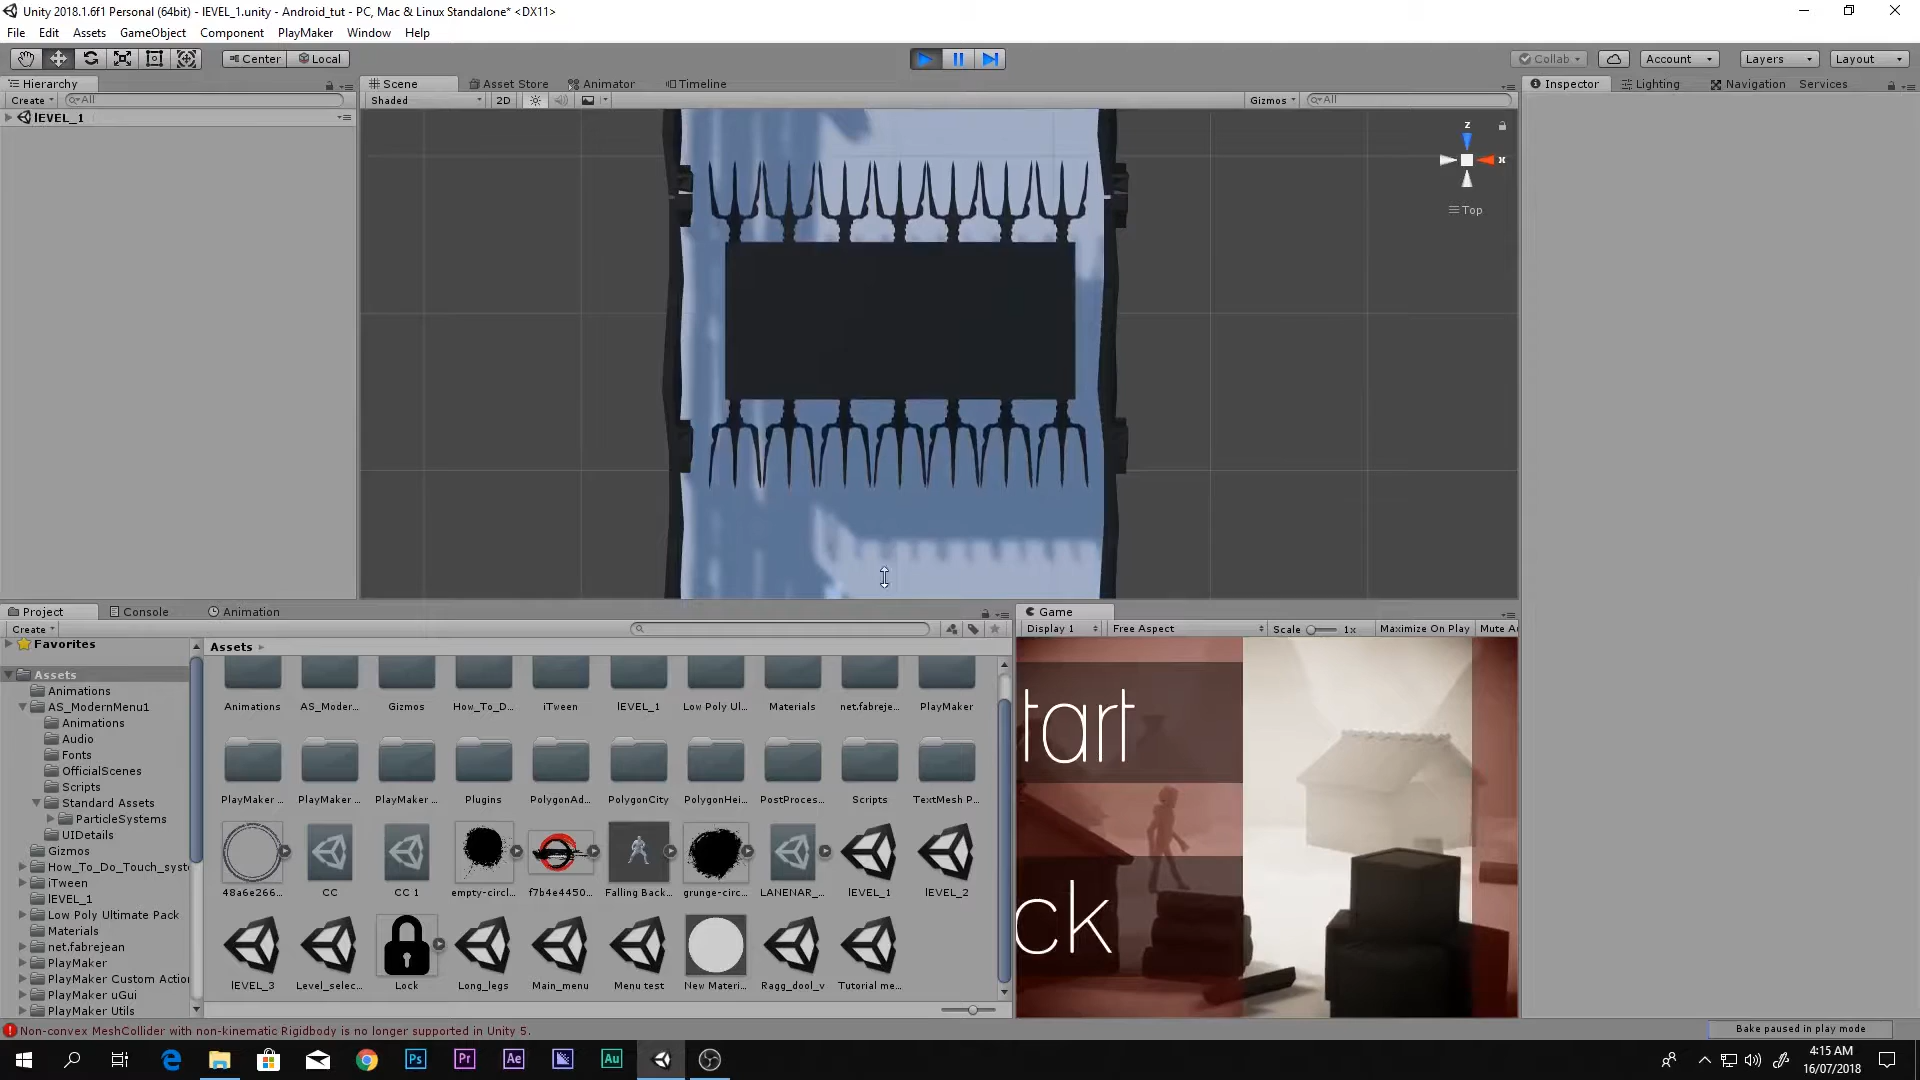 Unity 2018.1.6f1 Personal (64bit) - lEVEL_1.unity - Android_tut - PC, Mac & Linux Standalone* <DX11>
File Edit Assets GameObject Component PlayMaker Window Help
Center Local Collab Account Layers Layout
Hierarchy Scene Asset Store Animator Timeline Inspector Lighting Navigation Services
Create All Shaded 2D Gizmos All
lEVEL_1
z
x
Top
Project Console Animation Game
Create Display 1 Free Aspect Scale 1x Maximize On Play Mute A
Favorites
Assets
Assets
Animations
AS_ModernMenu1
Animations
Audio
Fonts
OfficialScenes
Scripts
Standard Assets
ParticleSystems
UIDetails
Gizmos
How_To_Do_Touch_syst
iTween
lEVEL_1
Low Poly Ultimate Pack
Materials
net.fabrejean
PlayMaker
PlayMaker Custom Action
PlayMaker uGui
PlayMaker Utils
Animations AS_Moder... Gizmos How_To_D... iTween lEVEL_1 Low Poly Ul... Materials net.fabreje... PlayMaker
PlayMaker ... PlayMaker ... PlayMaker ... Plugins PolygonAd... PolygonCity PolygonHei... PostProces... Scripts TextMesh P...
48a6e266... CC CC 1 empty-circl... f7b4e4450... Falling Back... grunge-circ... LANENAR_... lEVEL_1 lEVEL_2
lEVEL_3 Level_selec... Lock Long_legs Main_menu Menu test New Materi... Ragg_dool_v Tutorial me...
tart
ck
Non-convex MeshCollider with non-kinematic Rigidbody is no longer supported in Unity 5.
Bake paused in play mode
Ps Pr Ae Au
4:15 AM
16/07/2018